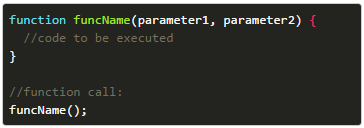 function funcName(parameter1, parameter2) {
  //code to be executed
}

//function call:
funcName();